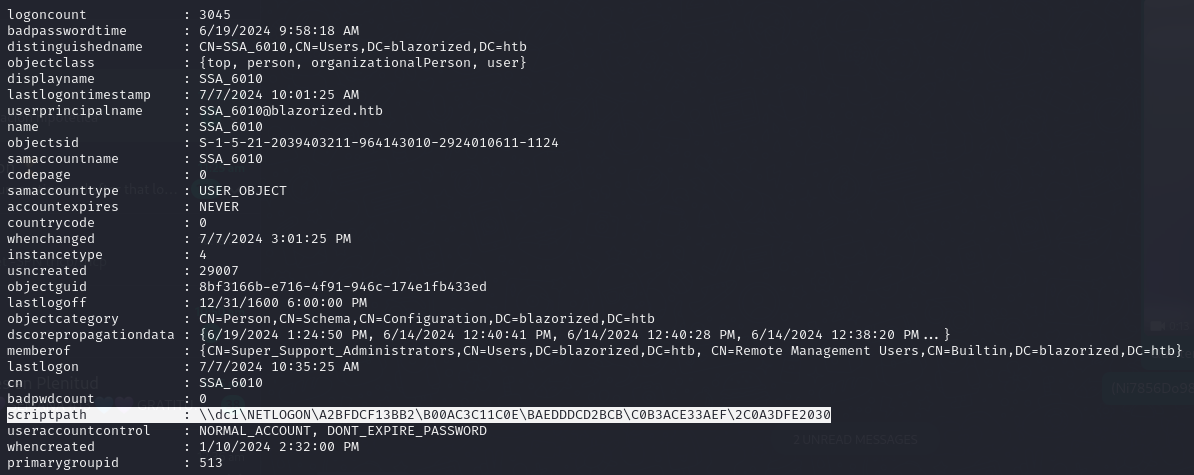 logoncount : 3045
badpasswordtime : 6/19/2024 9:58:18 AM
distinguishedname : CN=SSA_6010,CN=Users,DC=blazorized,DC=htb
objectclass : {top, person, organizationalPerson, user}
displayname : SSA_6010
lastlogontimestamp : 7/7/2024 10:01:25 AM
userprincipalname : SSA_6010@blazorized.htb
name : SSA_6010
objectsid : S-1-5-21-2039403211-964143010-2924010611-1124
samaccountname : SSA_6010
codepage : 0
samaccounttype : USER_OBJECT
accountexpires : NEVER
countrycode : 0
whenchanged : 7/7/2024 3:01:25 PM
instancetype : 4
usncreated : 29007
objectguid : 8bf3166b-e716-4f91-946c-174e1fb433ed
lastlogoff : 12/31/1600 6:00:00 PM
objectcategory : CN=Person,CN=Schema,CN=Configuration,DC=blazorized,DC=htb
dscorepropagationdata : {6/19/2024 1:24:50 PM, 6/14/2024 12:40:41 PM, 6/14/2024 12:40:28 PM, 6/14/2024 12:38:20 PM...}
memberof : {CN=Super_Support_Administrators,CN=Users,DC=blazorized,DC=htb, CN=Remote Management Users,CN=Builtin,DC=blazorized,DC=htb}
lastlogon : 7/7/2024 10:35:25 AM
cn : SSA_6010
badpwdcount : 0
scriptpath : \\dc1\NETLOGON\A2BFDCF13BB2\B00AC3C11C0E\BAEDDDCD2BCB\C0B3ACE33AEF\2C0A3DFE2030
useraccountcontrol : NORMAL_ACCOUNT, DONT_EXPIRE_PASSWORD
2 UNREAD MESSAGES
whencreated : 1/10/2024 2:32:00 PM
primarygroupid : 513